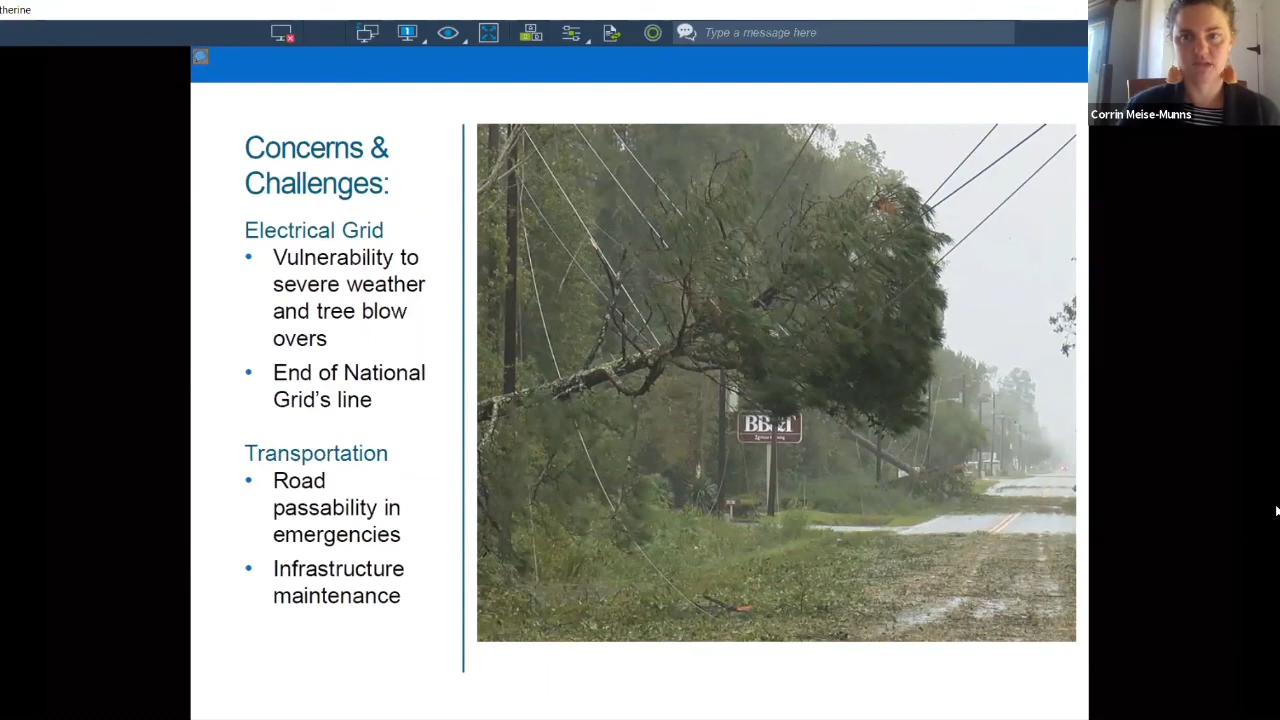 therine
1
Type a message here
Corrin Meise-Munns
Concerns &
Challenges:
Electrical Grid
• Vulnerability to
severe weather
and tree blow
overs
• End of National
Grid's line
Transportation
• Road
passability in
emergencies
• Infrastructure
maintenance
BB&T